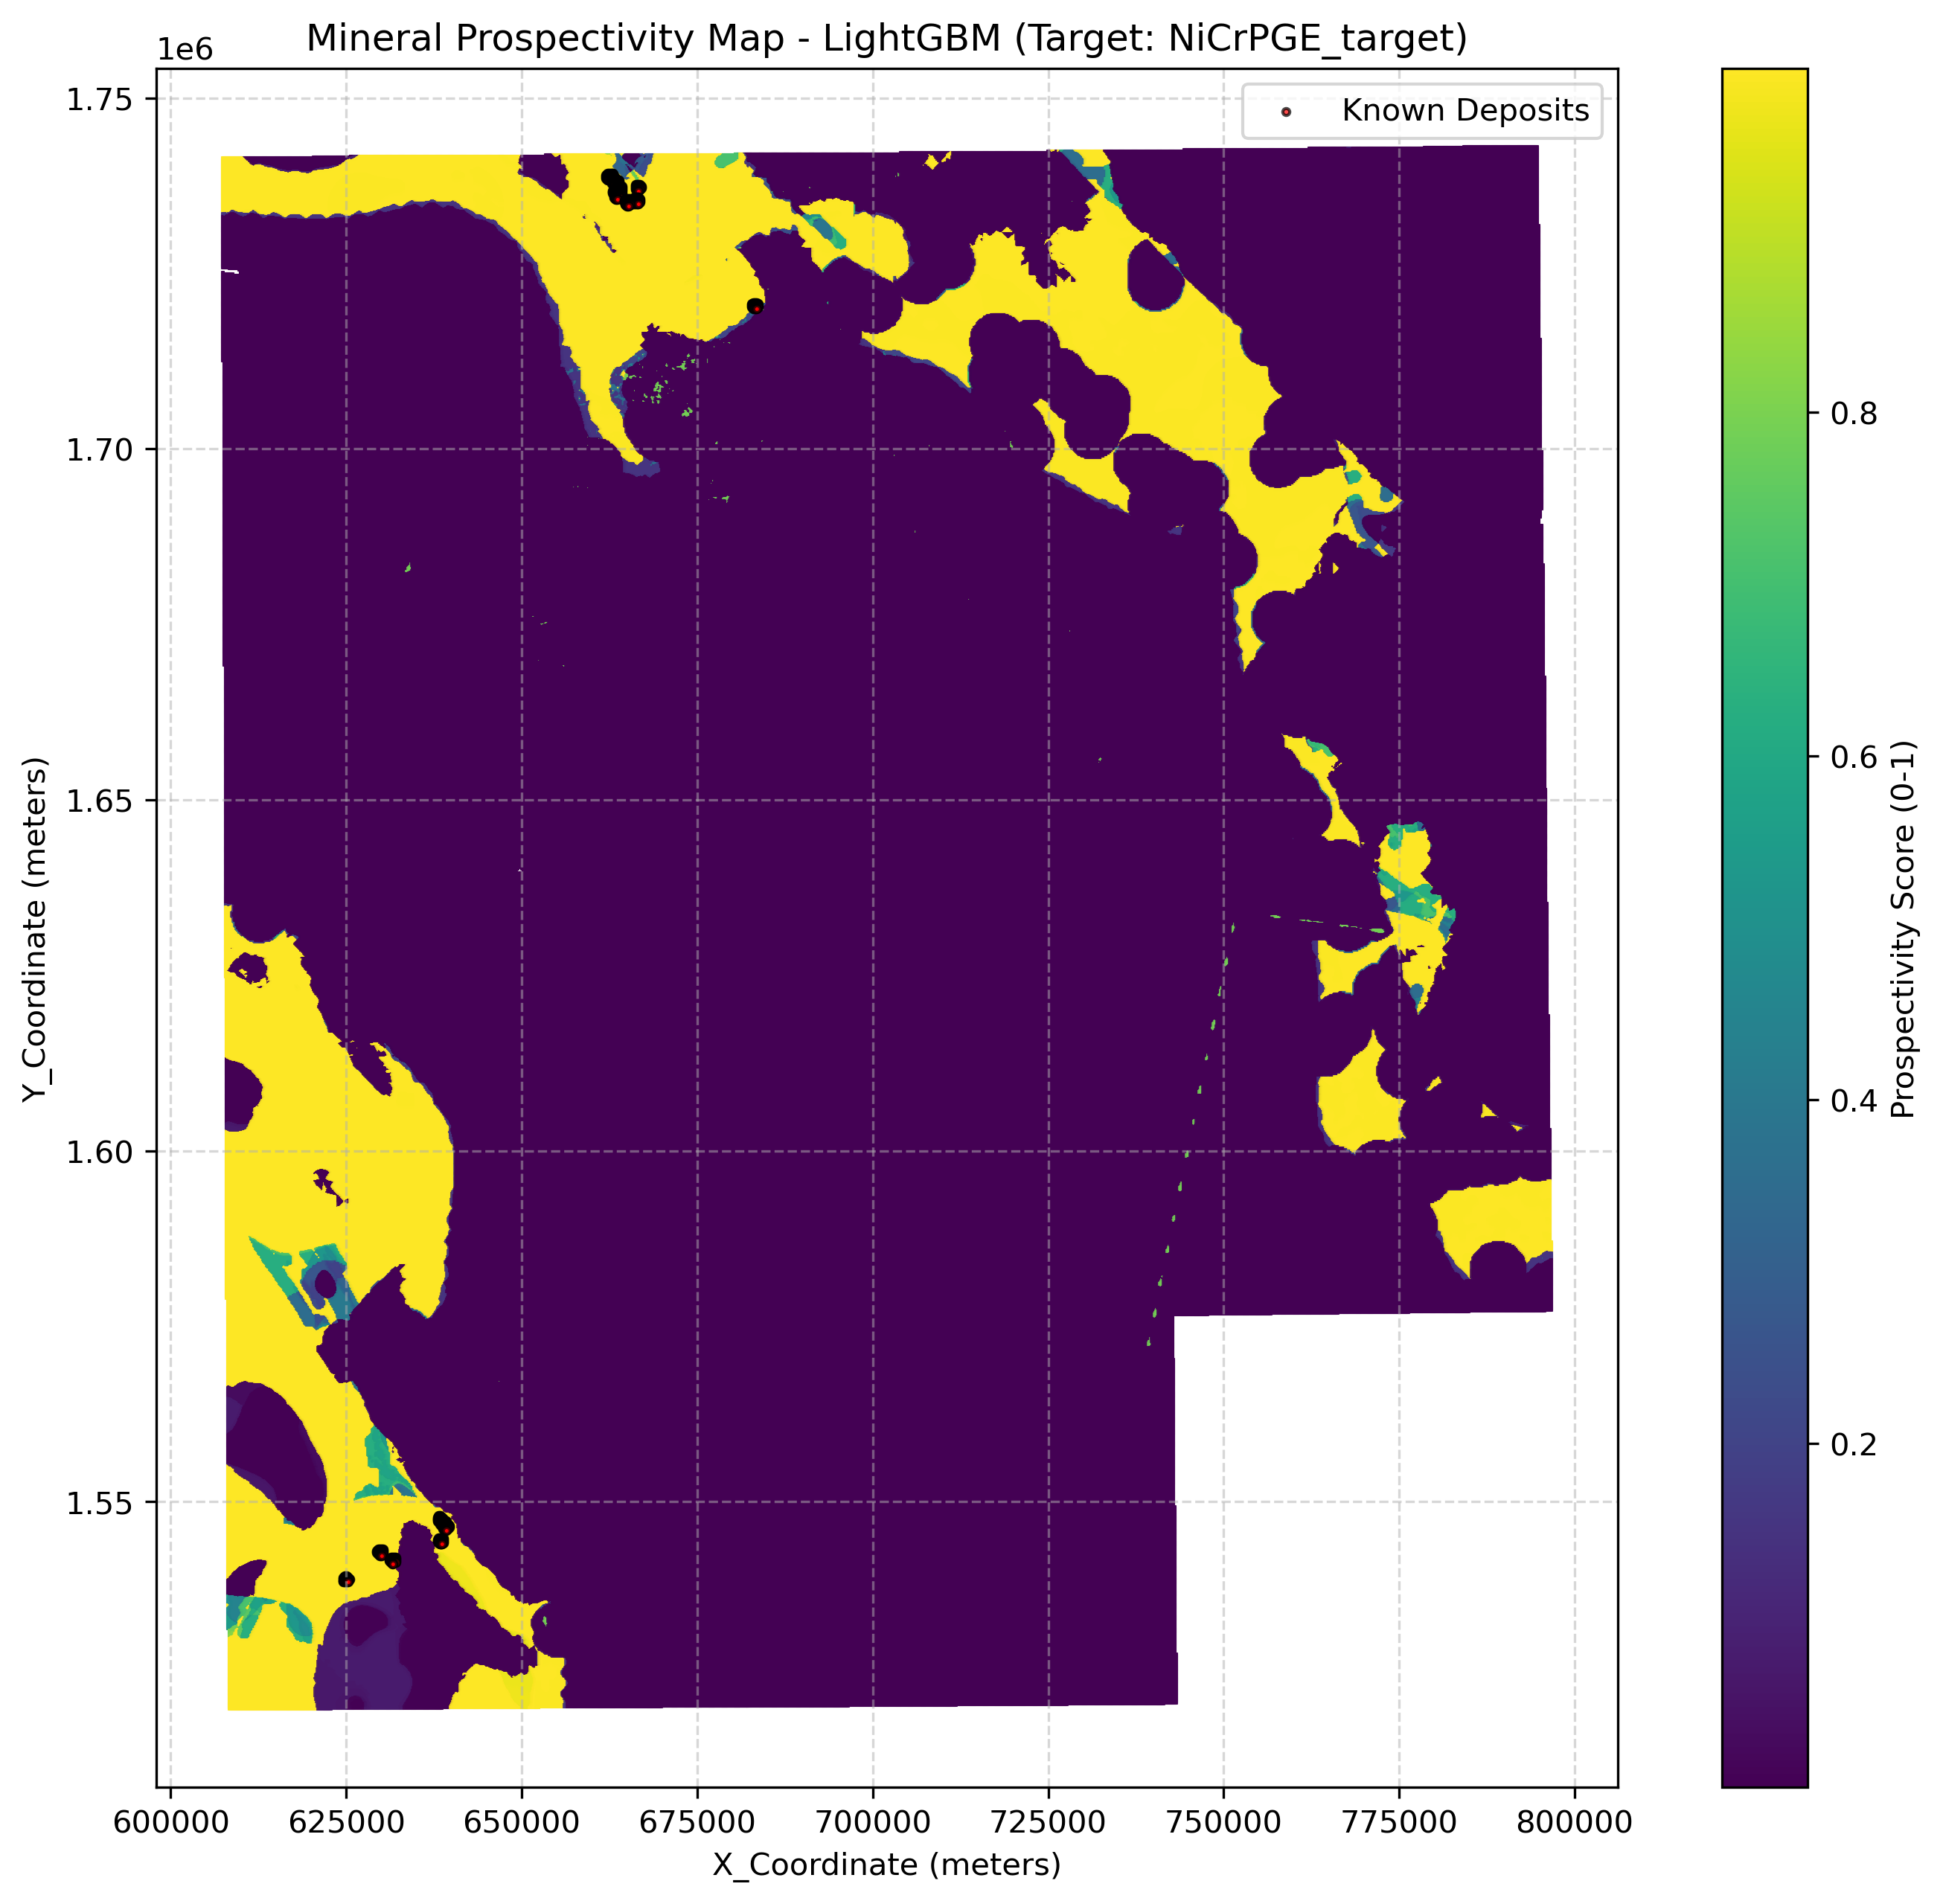 Mineral Prospectivity Map - LightGBM (Target: NiCrPGE_target)
1e6
Known Deposits
1.75
1.70
1.65
1.60
1.55
Y_Coordinate (meters)
600000 625000 650000 675000 700000 725000 750000 775000 800000
X_Coordinate (meters)
0.8
0.6
0.4
0.2
Prospectivity Score (0-1)